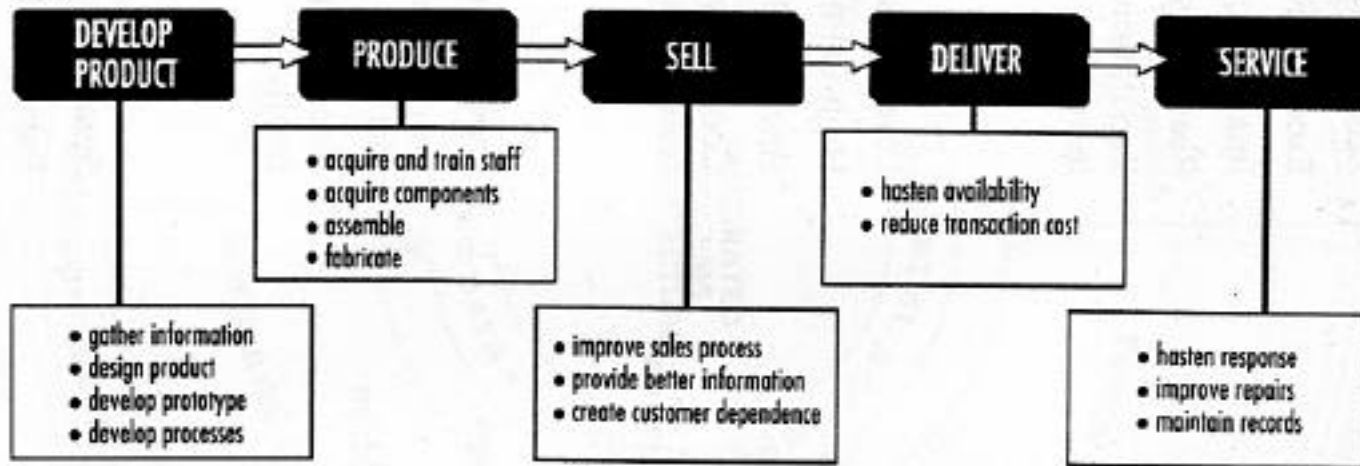 DEVELOP
PRODUCT
PRODUCE
SELL
DELIVER
SERVICE
• acquire and train staff
• acquire components
• assemble
• fabricate
• hasten availability
• reduce transaction cost
• gather information
• design product
• develop prototype
• develop processes
• improve sales process
• provide better information
• create customer dependence
• hasten response
• improve repairs
• maintain records